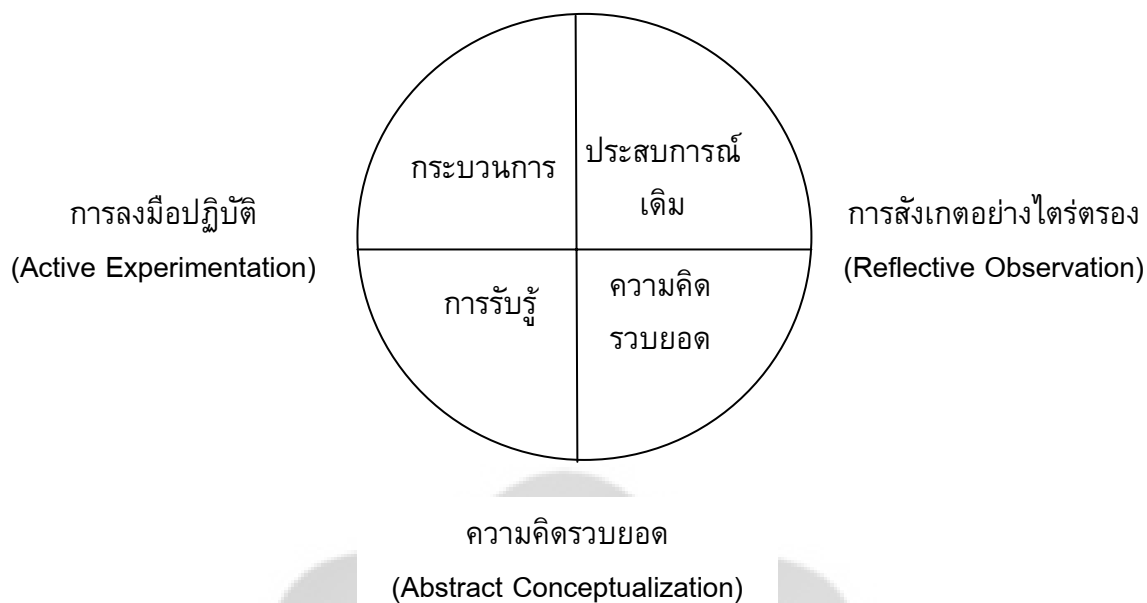 กระบวนการ
ประสบการณ์
เดิม
การลงมือปฏิบัติ
(Active Experimentation)
การสังเกตอย่างไตร่ตรอง
(Reflective Observation)
การรับรู้
ความคิด
รวบยอด
ความคิดรวบยอด
(Abstract Conceptualization)